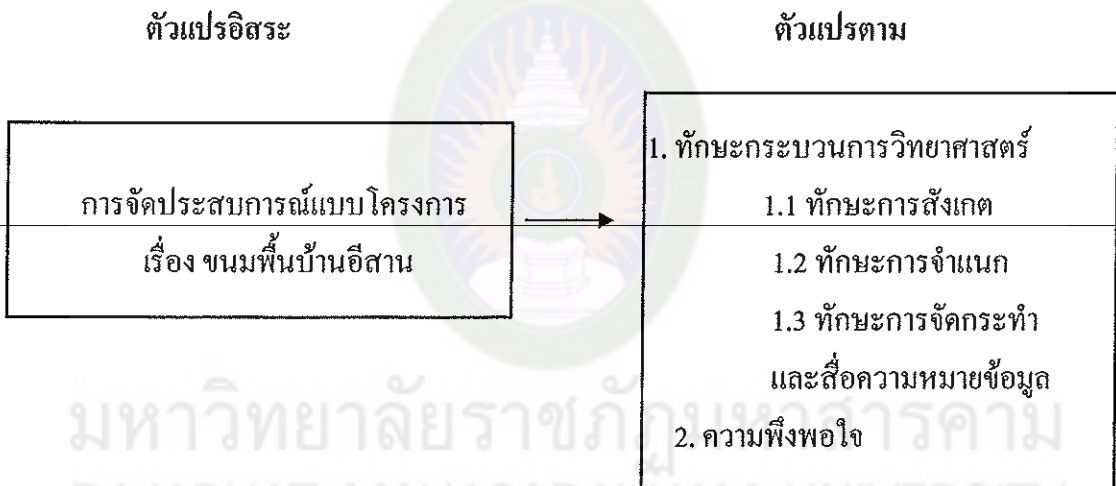 ตัวแปรอิสระ
ตัวแปรตาม
การจัดประสบการณ์แบบโครงการ
เรื่อง ขนมพื้นบ้านอีสาน
1. ทักษะกระบวนการวิทยาศาสตร์
1.1 ทักษะการสังเกต
1.2 ทักษะการจำแนก
1.3 ทักษะการจัดกระทำ
และสื่อความหมายข้อมูล
2. ความพึงพอใจ
มหาวิทยาลัยราชภัฏมหาสารคาม